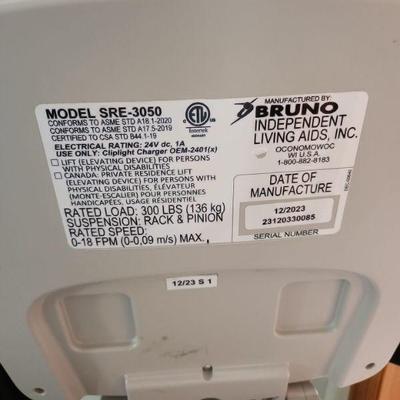 MODEL SRE-3050
CONFORMS TO ASME STD A18.1-2020
CONFORMS TO ASME STD A17.5-2019
CERTIFIED TO CSA STD B44.1-19
ETL
Intertek
ELECTRICAL RATING: 24V dc, 1A
USE ONLY: Cliplight Charger OEM-2401(x)
LIFT (ELEVATING DEVICE) FOR PERSONS
WITH PHYSICAL DISABILITIES
CANADA: PRIVATE RESIDENCE LIFT
(ELEVATING DEVICE) FOR PERSONS WITH
PHYSICAL DISABILITIES, ÉLÉVATEUR
(MONTE-ESCALIER) POUR PERSONNES
HANDICAPÉES, USAGE RÉSIDENTIEL
RATED LOAD: 300 LBS (136 kg)
SUSPENSION: RACK & PINION
RATED SPEED:
0-18 FPM (0-0,09 m/s) MAX.
MANUFACTURED BY:
BRUNO
INDEPENDENT
LIVING AIDS, INC.
OCONOMOWOC
WI U.S.A.
1-800-882-8183
DATE OF
MANUFACTURE
12/2023
23120330085
SERIAL NUMBER
12/23 S 1